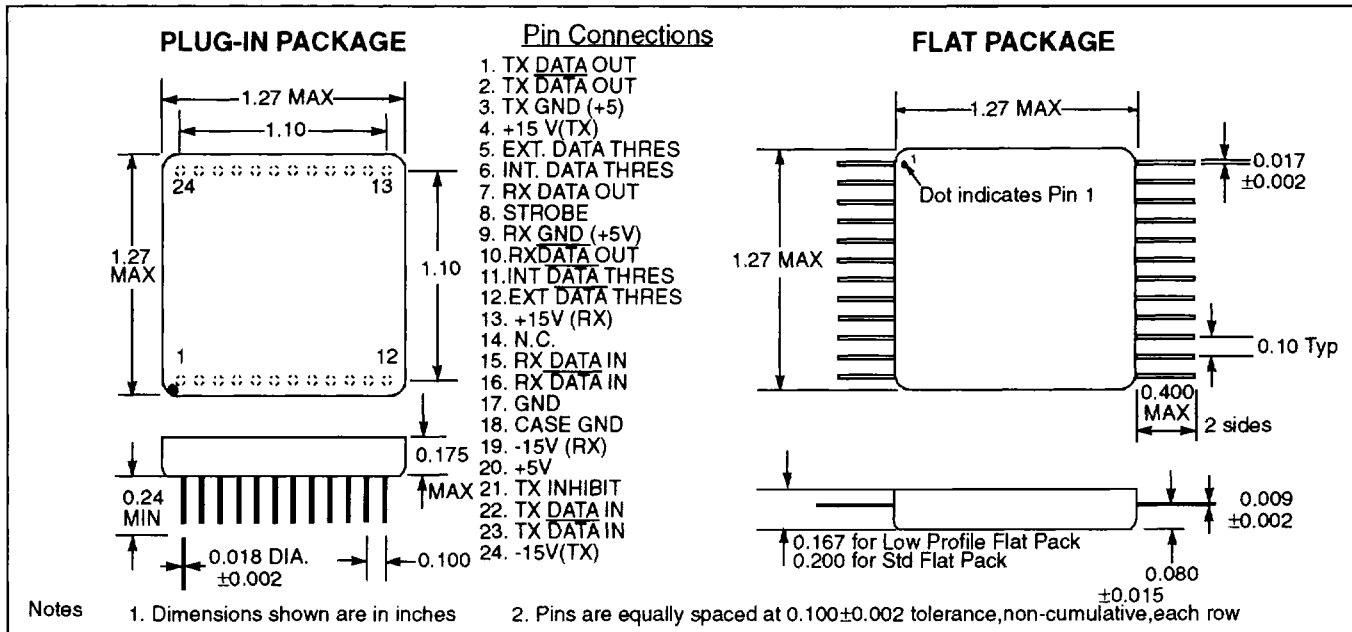 PLUG-IN PACKAGE
1.27 MAX
1.10
24
13
1.27
MAX
1.10
1
12
0.175
MAX
0.24
MIN
0.018 DIA.
±0.002
0.100
Pin Connections
1. TX DATA OUT
2. TX D̅A̅T̅A̅ OUT
3. TX GND (+5)
4. +15 V(TX)
5. EXT. DATA THRES
6. INT. DATA THRES
7. RX DATA OUT
8. STROBE
9. RX GND (+5V)
10.RXD̅A̅T̅A̅ OUT
11.INT D̅A̅T̅A̅ THRES
12.EXT D̅A̅T̅A̅ THRES
13. +15V (RX)
14. N.C.
15. RX DATA IN
16. RX D̅A̅T̅A̅ IN
17. GND
18. CASE GND
19. -15V (RX)
20. +5V
21. TX INHIBIT
22. TX DATA IN
23. TX D̅A̅T̅A̅ IN
24. -15V(TX)
FLAT PACKAGE
1.27 MAX
1
Dot indicates Pin 1
0.017
±0.002
1.27 MAX
0.10 Typ
0.400
MAX
2 sides
0.009
±0.002
0.167 for Low Profile Flat Pack
0.200 for Std Flat Pack
0.080
±0.015
Notes 1. Dimensions shown are in inches 2. Pins are equally spaced at 0.100±0.002 tolerance,non-cumulative,each row